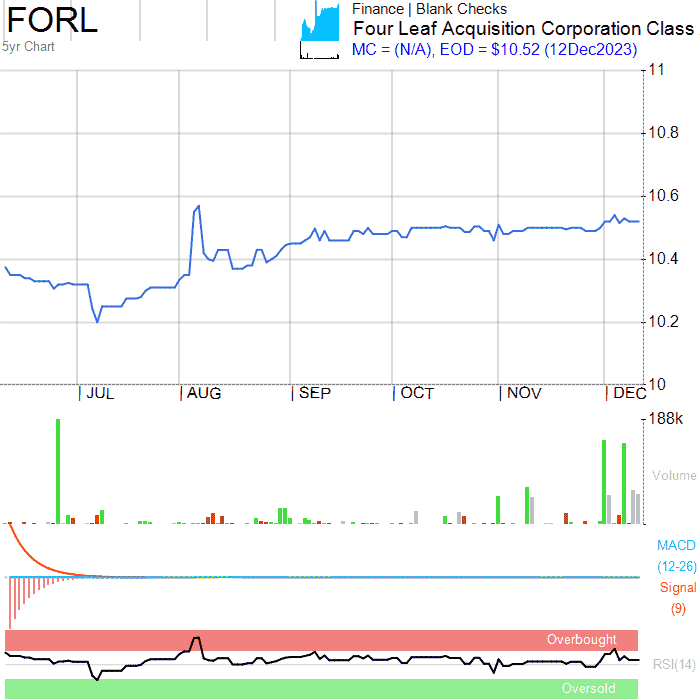 FORL
5yr Chart
Finance | Blank Checks
Four Leaf Acquisition Corporation Class
MC = (N/A), EOD = $10.52 (12Dec2023)
11
10.8
10.6
10.4
10.2
10
| JUL | AUG | SEP | OCT | NOV | DEC
188k
Volume
MACD
(12-26)
Signal
(9)
Overbought
RSI(14)
Oversold